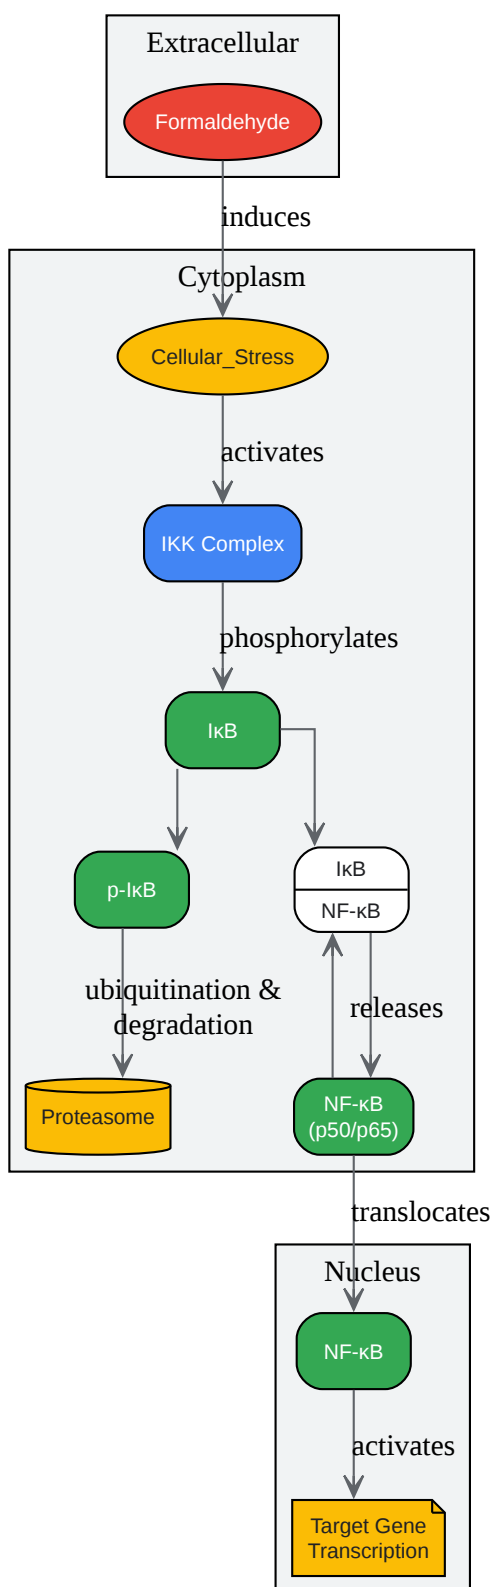 Extracellular
Formaldehyde
induces
Cytoplasm
Cellular_Stress
activates
IKK Complex
phosphorylates
IκB
p-IκB
IκB
NF-κB
ubiquitination &
degradation
releases
Proteasome
NF-κB
(p50/p65)
translocates
Nucleus
NF-κB
activates
Target Gene
Transcription